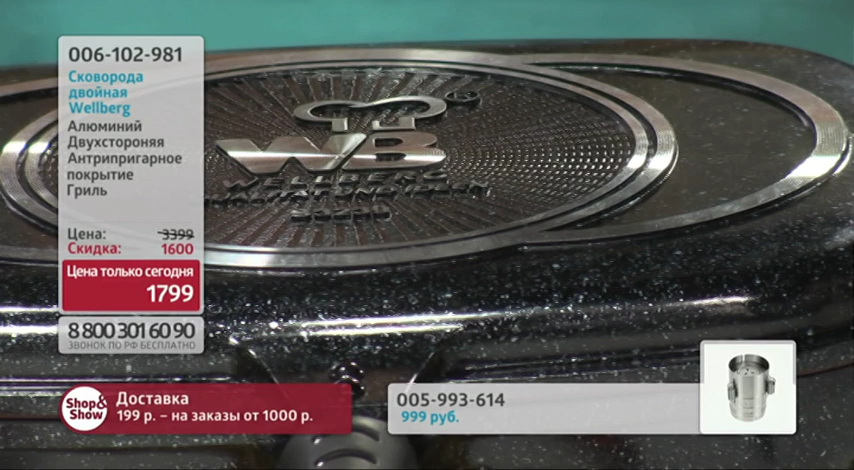 006-102-981
Сковорода
двойная
Wellberg
Алюминий
Двухстороняя
Антрипригарное
покрытие
Гриль
Цена: 3399
Скидка: 1600
Цена только сегодня
1799
8 800 301 60 90
ЗВОНОК ПО РФ БЕСПЛАТНО
WB
WELLBERG
Shop&
Show
Доставка
199 р. – на заказы от 1000 р.
005-993-614
999 руб.